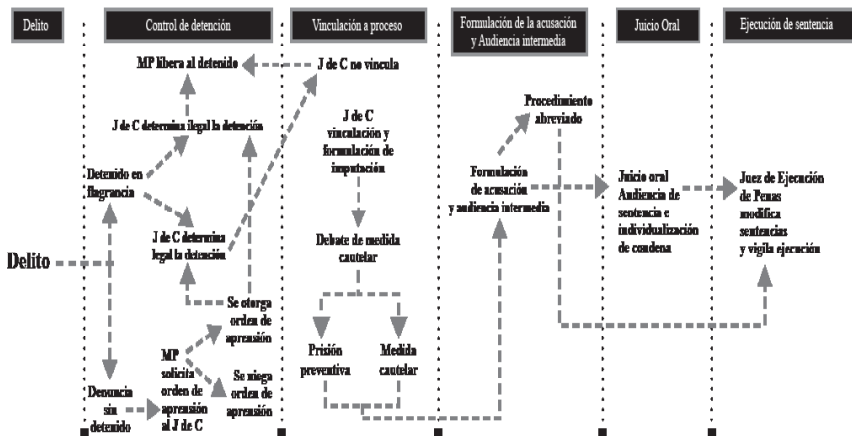 Delito
Control de detención
Vinculación a proceso
Formulación de la acusación
y Audiencia intermedia
Juicio Oral
Ejecución de sentencia
MP libera al detenido
J de C no vincula
J de C determina ilegal la detención
Detenido en
flagrancia
J de C determina
legal la detención
Delito
Se otorga
orden de
aprensión
MP
solicita
orden de
aprensión
al J de C
Se niega
orden de
aprensión
Denuncia
sin
detenido
J de C
vinculación y
formulación de
imputación
Debate de medida
cautelar
Prisión
preventiva
Medida
cautelar
Procedimiento
abreviado
Formulación
de acusación
y audiencia intermedia
Juicio oral
Audiencia de
sentencia e
individualización
de condena
Juez de Ejecución
de Penas
modifica
sentencias
y vigila ejecución